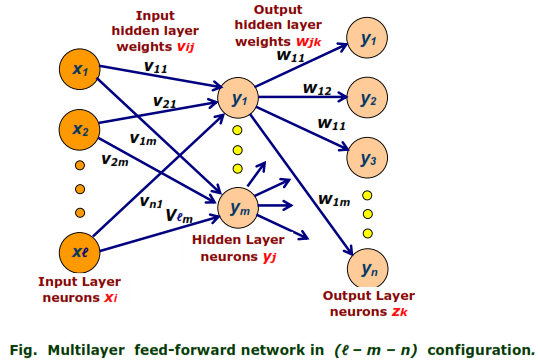 Input
hidden layer
weights vij
Output
hidden layer
weights wjk
x1
x2
xℓ
v11
v21
v1m
v2m
vn1
Vℓm
y1
ym
w11
w12
w11
w1m
y1
y2
y3
yn
Hidden Layer
neurons yj
Input Layer
neurons xi
Output Layer
neurons zk
Fig. Multilayer feed-forward network in (ℓ – m – n) configuration.